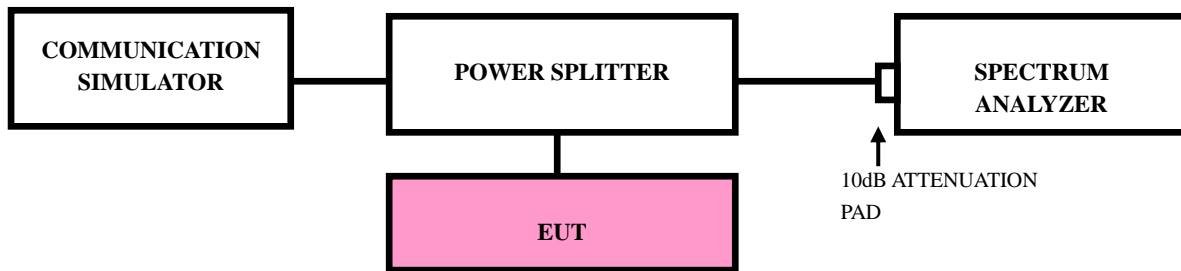 COMMUNICATION
SIMULATOR
POWER SPLITTER
SPECTRUM
ANALYZER
10dB ATTENUATION
PAD
EUT